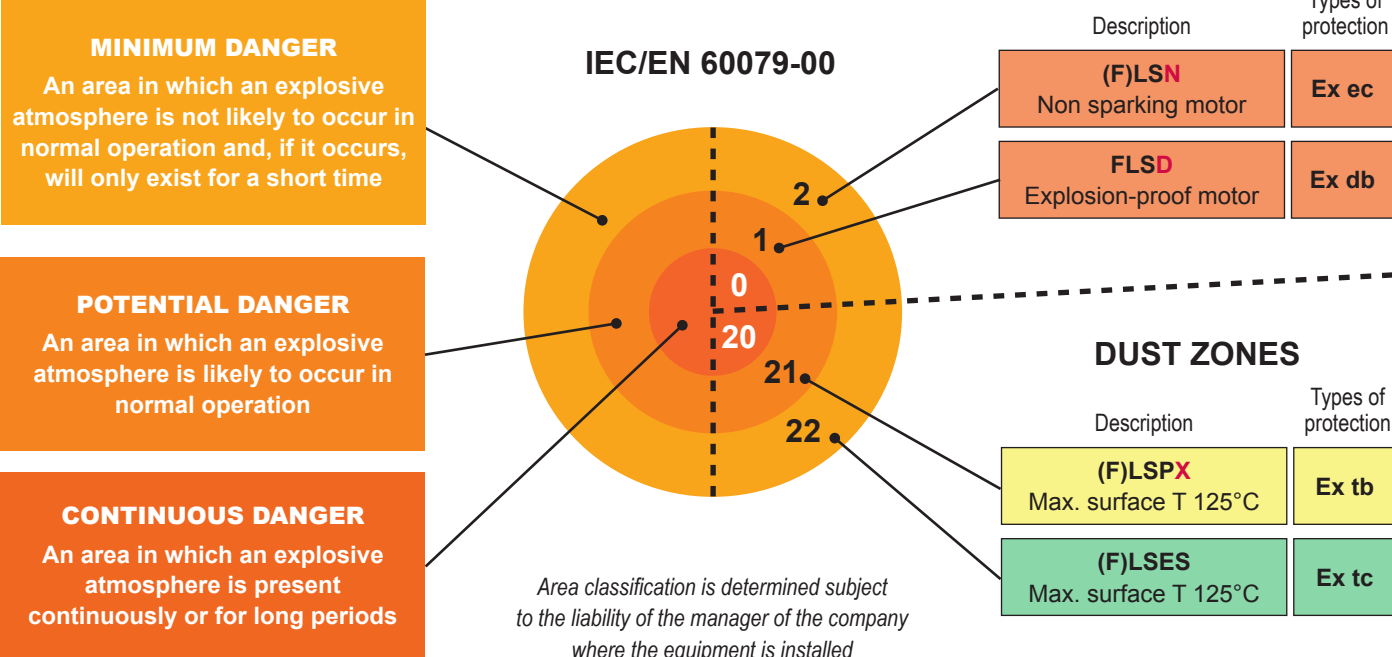 MINIMUM DANGER
An area in which an explosive
atmosphere is not likely to occur in
normal operation and, if it occurs,
will only exist for a short time
POTENTIAL DANGER
An area in which an explosive
atmosphere is likely to occur in
normal operation
CONTINUOUS DANGER
An area in which an explosive
atmosphere is present
continuously or for long periods
IEC/EN 60079-00
2
1
0
20
21
22
Area classification is determined subject
to the liability of the manager of the company
where the equipment is installed
Description
Types of
protection
(F)LSN
Non sparking motor
Ex ec
FLSD
Explosion-proof motor
Ex db
DUST ZONES
Description
Types of
protection
(F)LSPX
Max. surface T 125°C
Ex tb
(F)LSES
Max. surface T 125°C
Ex tc